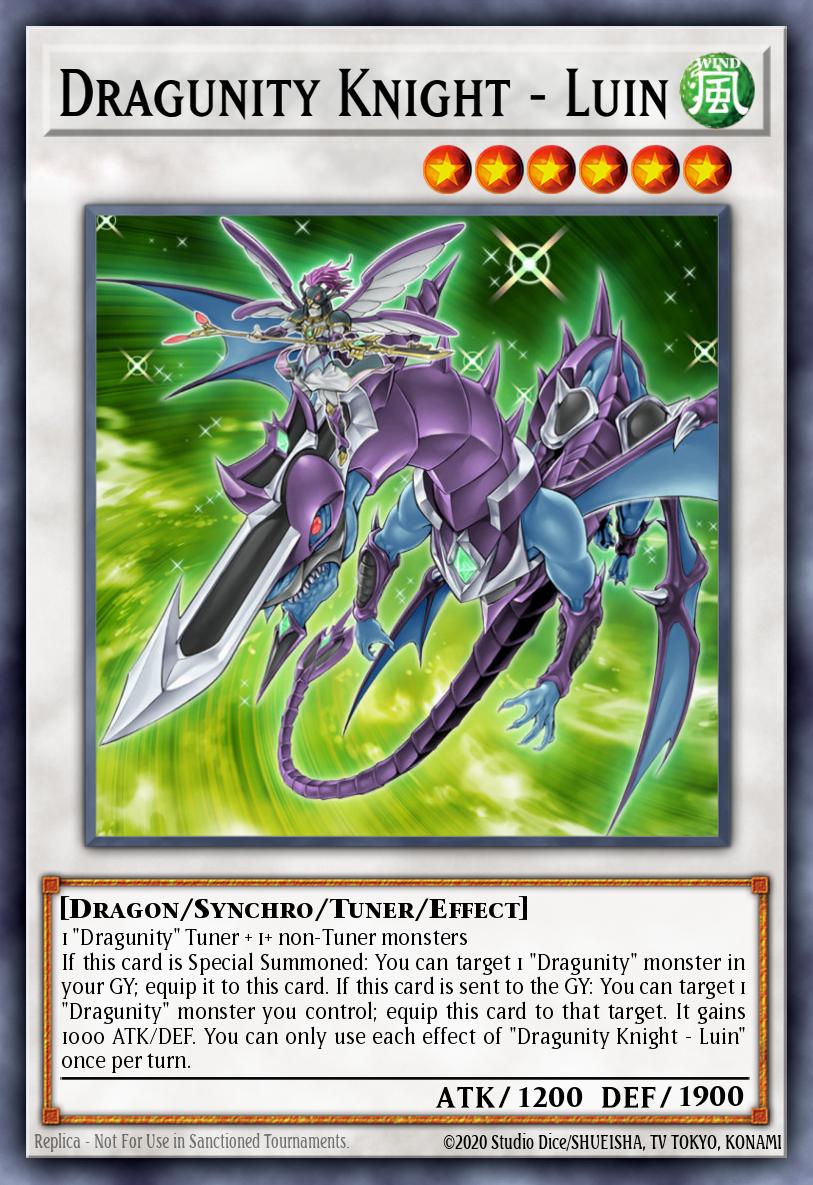 Dragunity Knight - Luin
WIND
風
[Dragon/Synchro/Tuner/Effect]
1 "Dragunity" Tuner + 1+ non-Tuner monsters
If this card is Special Summoned: You can target 1 "Dragunity" monster in
your GY; equip it to this card. If this card is sent to the GY: You can target 1
"Dragunity" monster you control; equip this card to that target. It gains
1000 ATK/DEF. You can only use each effect of "Dragunity Knight - Luin"
once per turn.
ATK/ 1200 DEF/ 1900
Replica - Not For Use in Sanctioned Tournaments.
©2020 Studio Dice/SHUEISHA, TV TOKYO, KONAMI